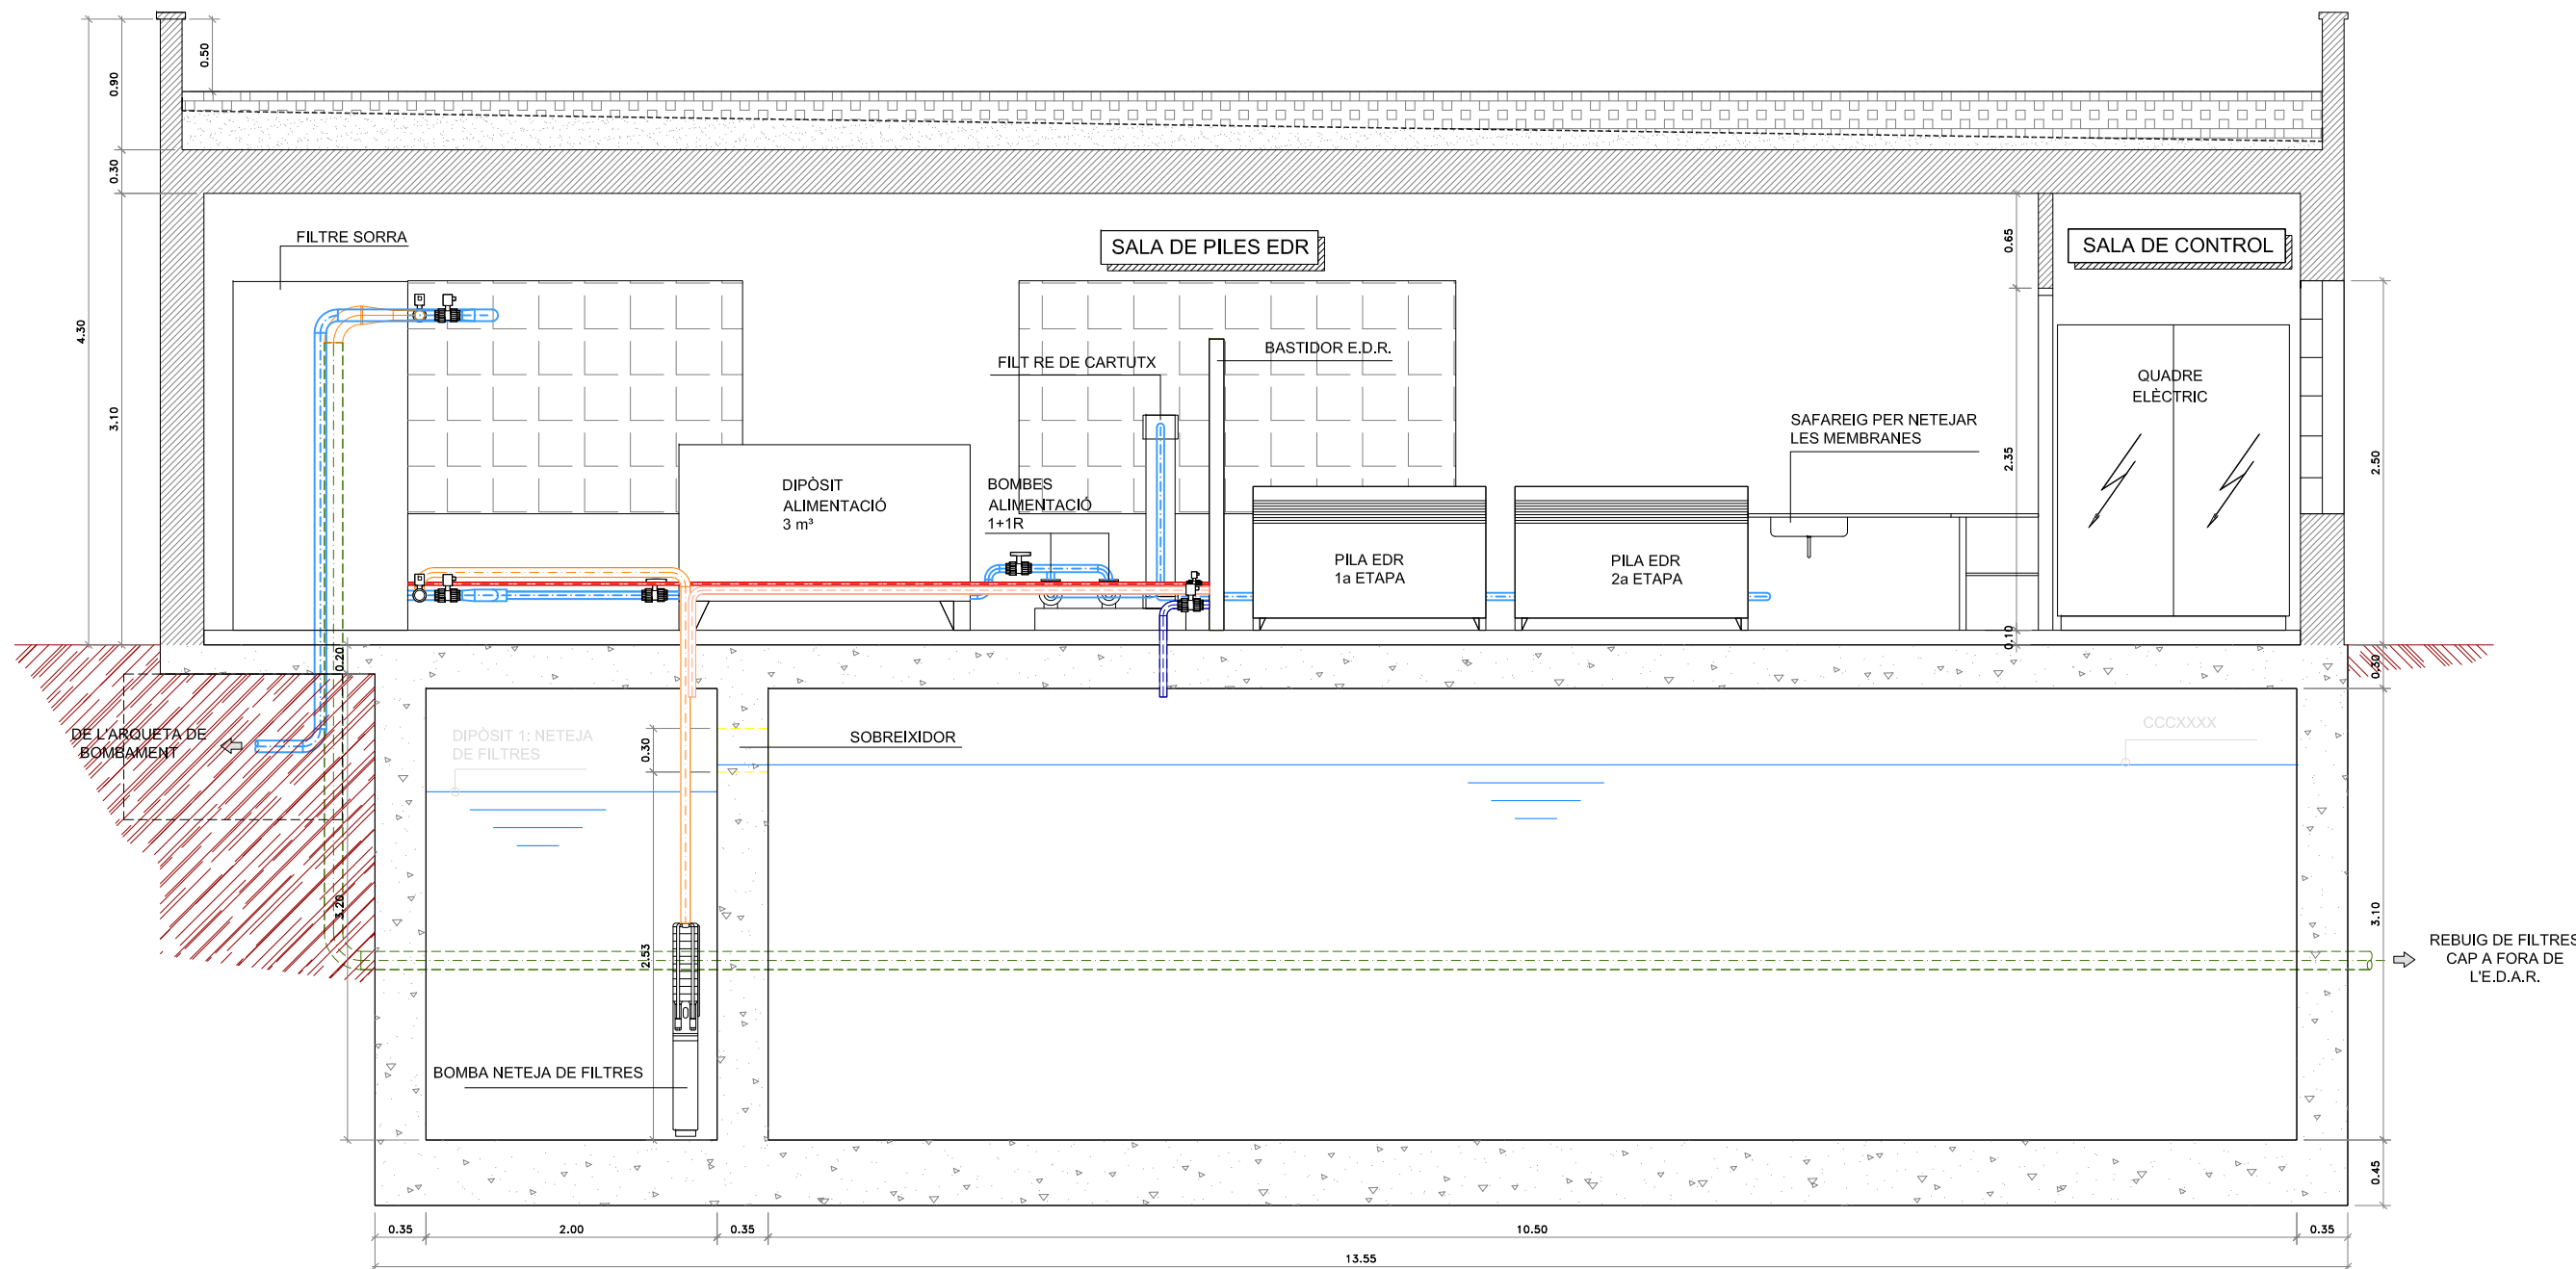 0.50
0.90
0.30
4.30
3.10
FILTRE SORRA
SALA DE PILES EDR
SALA DE CONTROL
0.65
FILT RE DE CARTUTX
BASTIDOR E.D.R.
QUADRE
ELÈCTRIC
SAFAREIG PER NETEJAR
LES MEMBRANES
2.35
2.50
DIPÒSIT
ALIMENTACIÓ
3 m³
BOMBES
ALIMENTACIÓ
1+1R
PILA EDR
1a ETAPA
PILA EDR
2a ETAPA
0.10
0.20
0.30
DE L'ARQUETA DE
BOMBAMENT
DIPÒSIT 1: NETEJA
DE FILTRES
0.30
SOBREIXIDOR
CCCXXXX
3.20
2.53
3.10
REBUIG DE FILTRES
CAP A FORA DE
L'E.D.A.R.
BOMBA NETEJA DE FILTRES
0.45
0.35
2.00
0.35
10.50
0.35
13.55